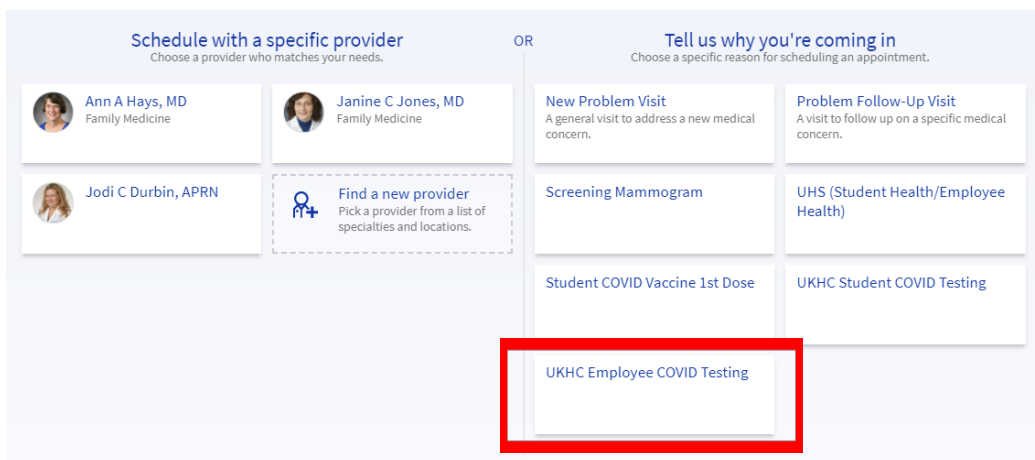 Schedule with a specific provider
Choose a provider who matches your needs.
Ann A Hays, MD
Family Medicine
Janine C Jones, MD
Family Medicine
Jodi C Durbin, APRN
Find a new provider
Pick a provider from a list of
specialties and locations.
OR
Tell us why you're coming in
Choose a specific reason for scheduling an appointment.
New Problem Visit
A general visit to address a new medical
concern.
Problem Follow-Up Visit
A visit to follow up on a specific medical
concern.
Screening Mammogram
UHS (Student Health/Employee
Health)
Student COVID Vaccine 1st Dose
UKHC Student COVID Testing
UKHC Employee COVID Testing